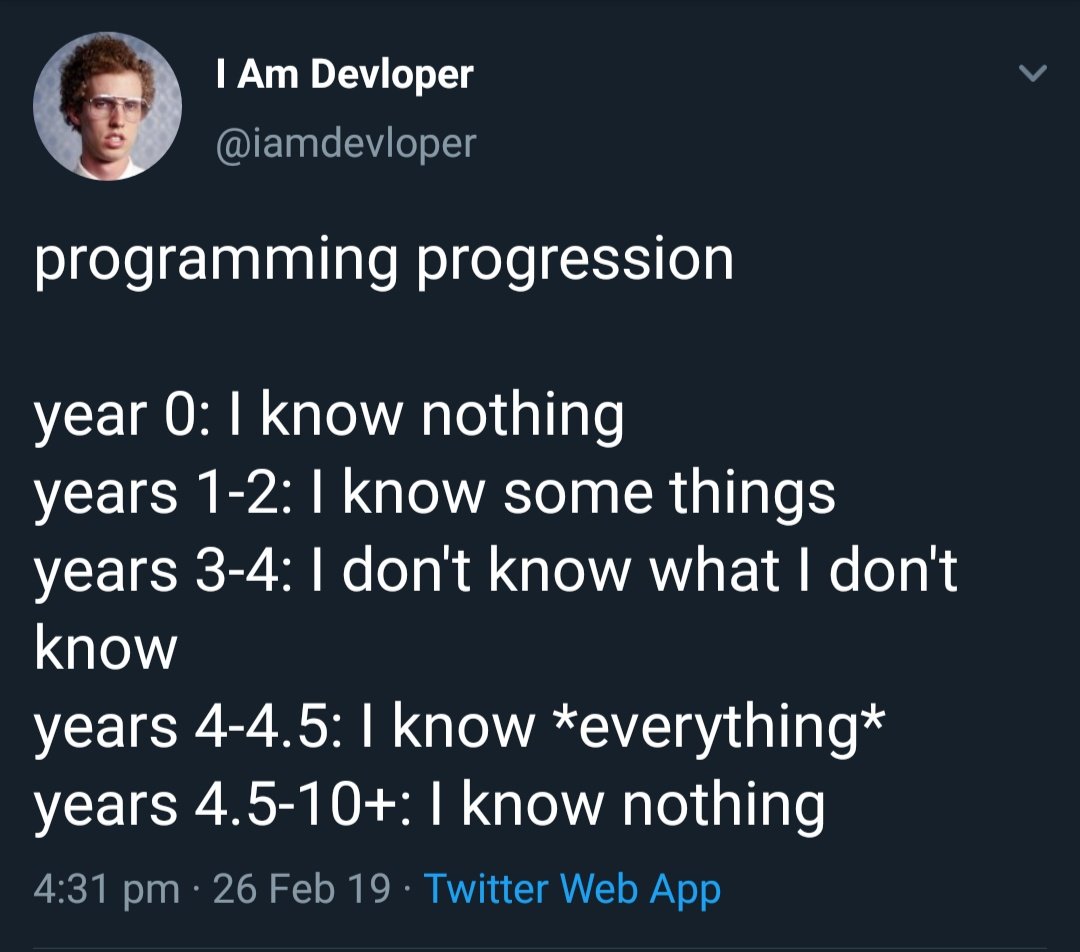 I Am Devloper
@iamdevloper
programming progression
year 0: I know nothing
years 1-2: I know some things
years 3-4: I don't know what I don't
know
years 4-4.5: I know *everything*
years 4.5-10+: I know nothing
4:31 pm · 26 Feb 19 · Twitter Web App